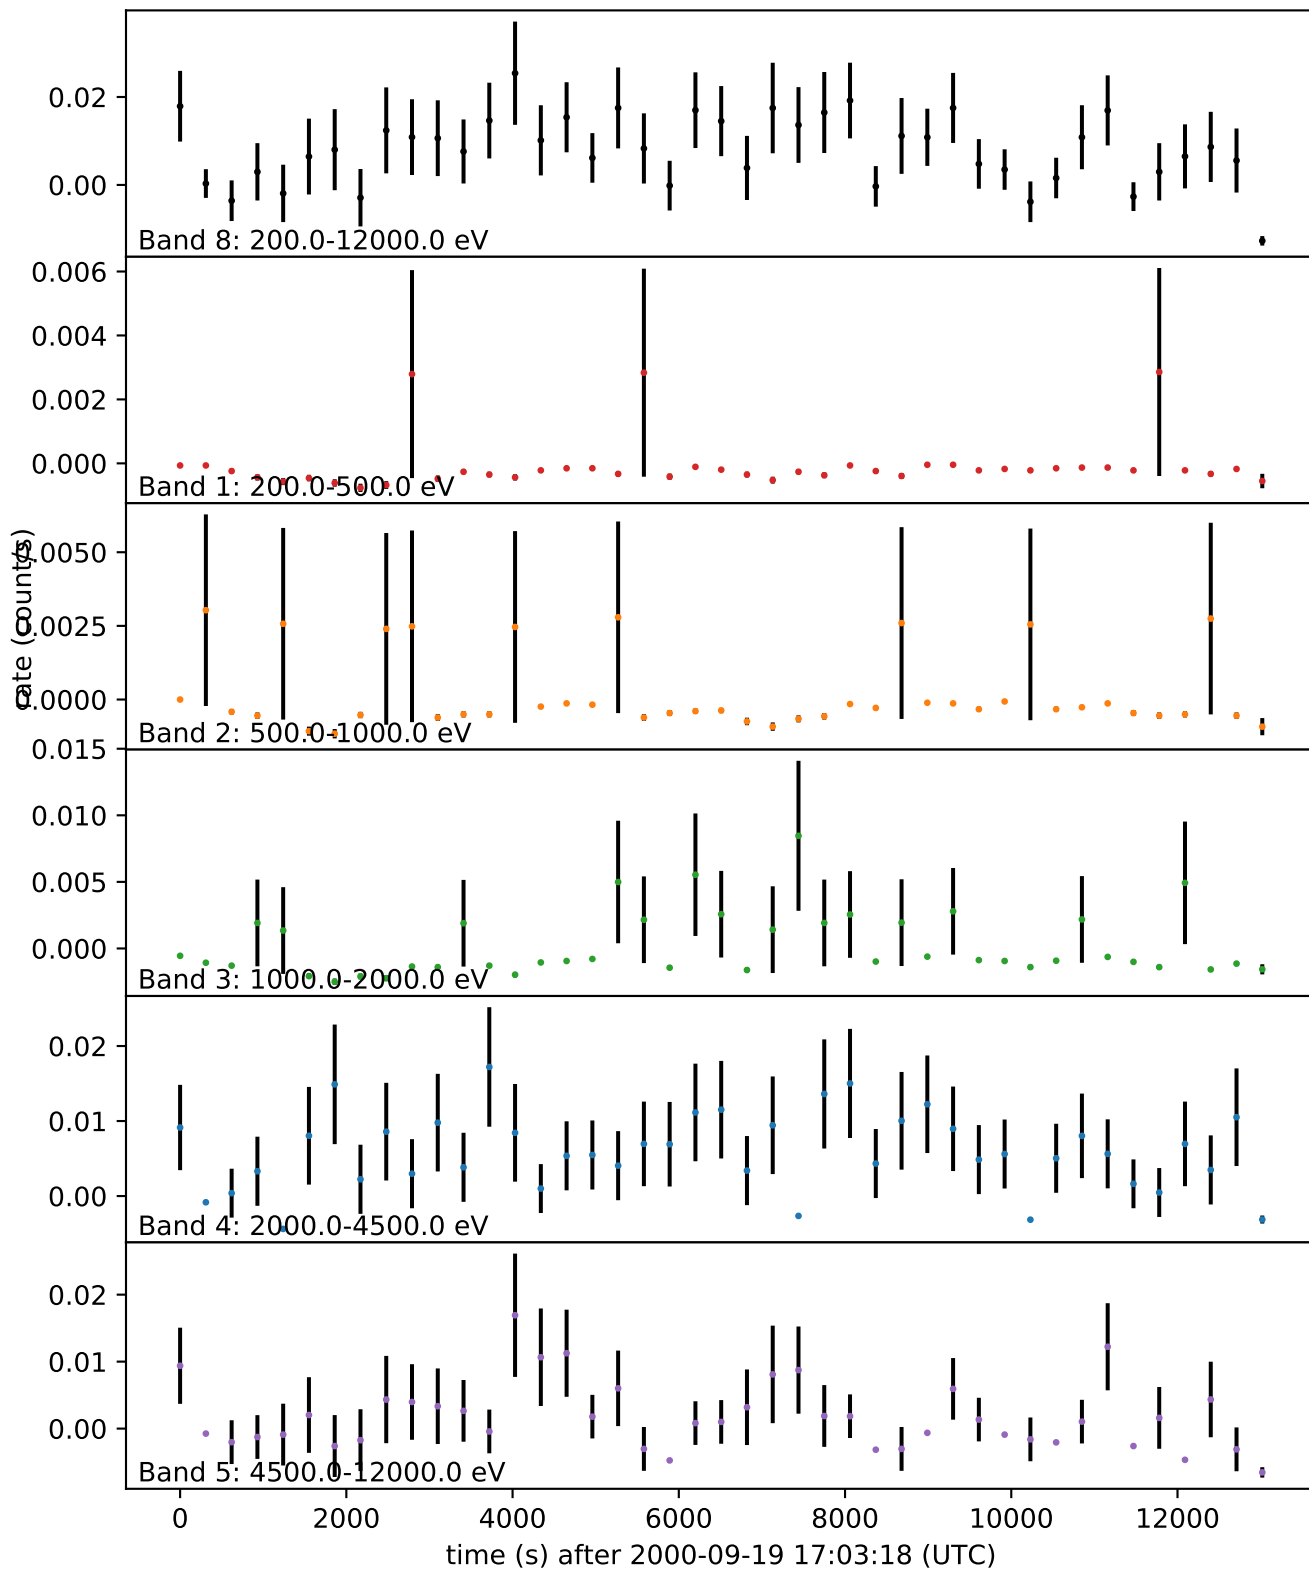 0.02
0.00
Band 8: 200.0-12000.0 eV
0.006
0.004
0.002
0.000
Band 1: 200.0-500.0 eV
rate (count/s)
0.0050
0.0025
0.0000
Band 2: 500.0-1000.0 eV
0.015
0.010
0.005
0.000
Band 3: 1000.0-2000.0 eV
0.02
0.01
0.00
Band 4: 2000.0-4500.0 eV
0.02
0.01
0.00
Band 5: 4500.0-12000.0 eV
0 2000 4000 6000 8000 10000 12000
time (s) after 2000-09-19 17:03:18 (UTC)